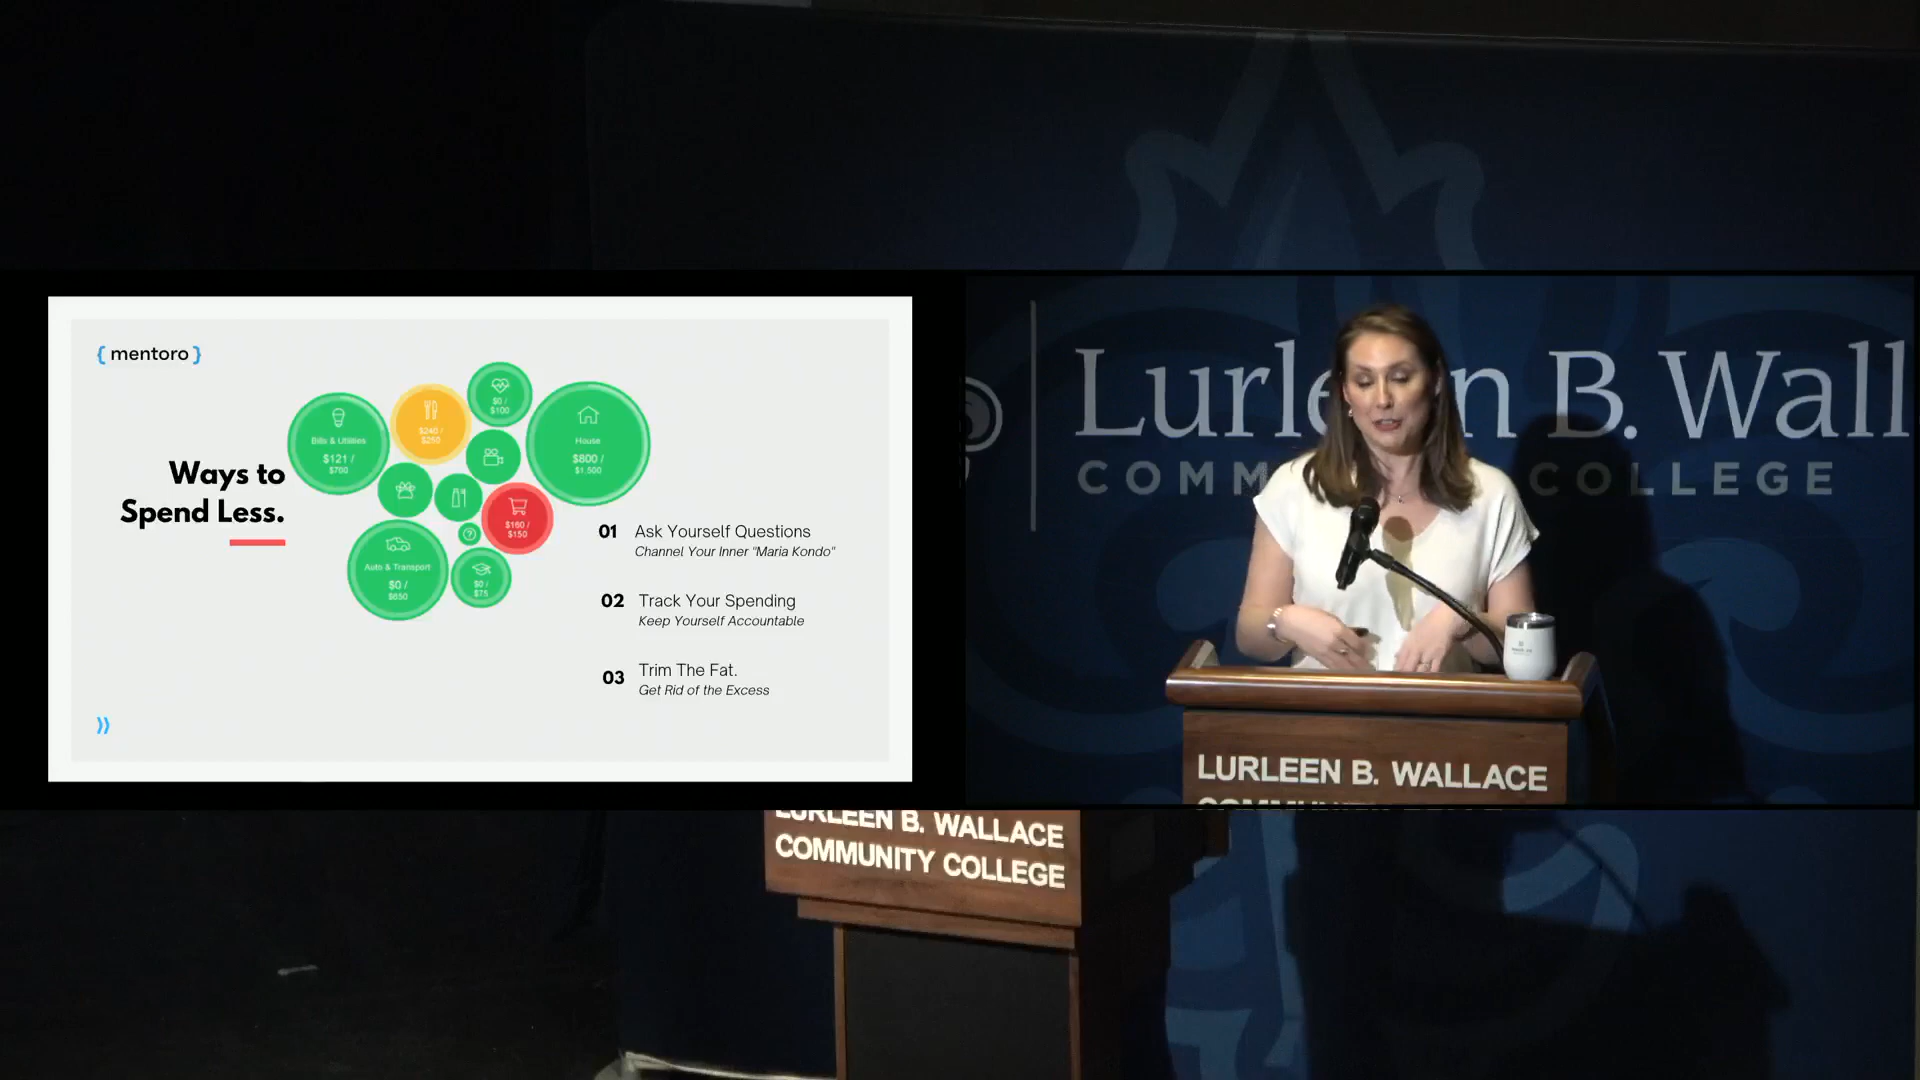 { mentoro }
Ways to
Spend Less.
Bills & Utilities
$121 /
$700
$240 /
$250
$0 /
$100
House
$800 /
$1,500
$160 /
$150
Auto & Transport
$0 /
$650
?
$0 /
$75
01 Ask Yourself Questions
Channel Your Inner "Maria Kondo"
02 Track Your Spending
Keep Yourself Accountable
03 Trim The Fat.
Get Rid of the Excess
Lurleen B. Wall
COMM COLLEGE
LURLEEN B. WALLACE
LURLEEN B. WALLACE
COMMUNITY COLLEGE